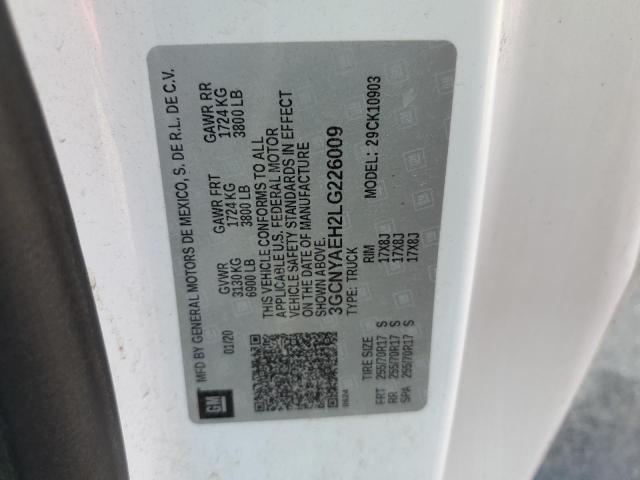 MFD BY GENERAL MOTORS DE MEXICO, S. DE R.L. DE C.V.
01/20
GVWR GAWR FRT GAWR RR
3130 KG 1724 KG 1724 KG
6900 LB 3800 LB 3800 LB
THIS VEHICLE CONFORMS TO ALL
APPLICABLE U.S. FEDERAL MOTOR
VEHICLE SAFETY STANDARDS IN EFFECT
ON THE DATE OF MANUFACTURE
SHOWN ABOVE.
3GCNYAEH2LG226009
TYPE: TRUCK MODEL: 29CK10903
TIRE SIZE RIM
FRT 255/70R17 S 17X8J
RR 255/70R17 S 17X8J
SPA 255/70R17 S 17X8J
GM